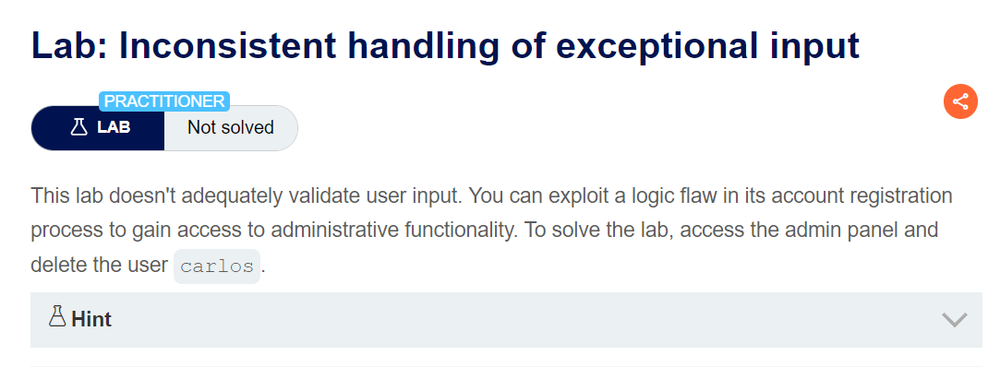 Lab: Inconsistent handling of exceptional input
PRACTITIONER
LAB Not solved
This lab doesn't adequately validate user input. You can exploit a logic flaw in its account registration
process to gain access to administrative functionality. To solve the lab, access the admin panel and
delete the user carlos.
Hint